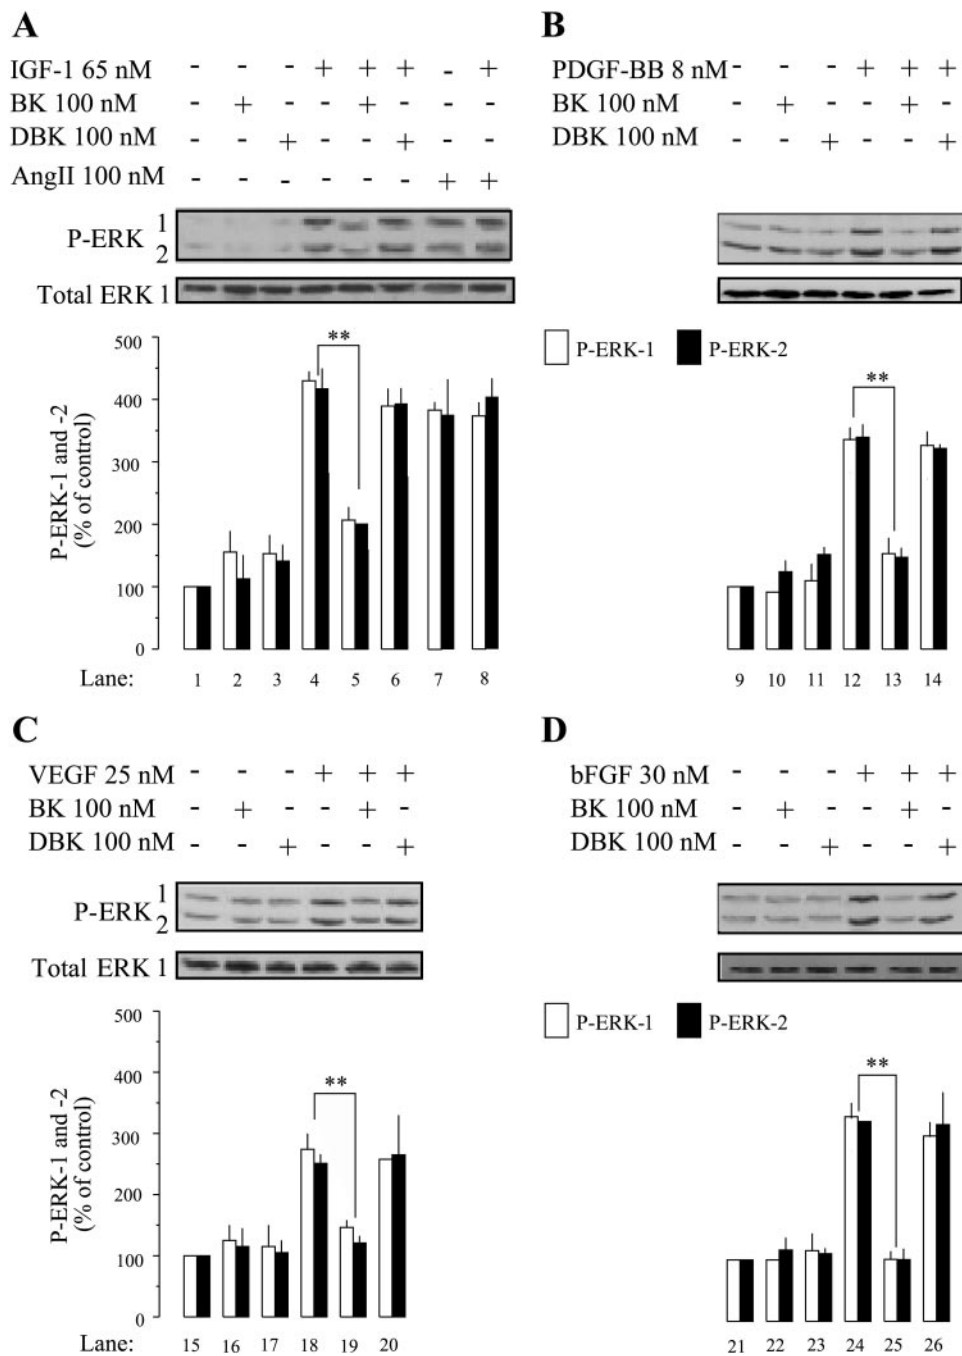 A
IGF-1 65 nM - - - + + + - +
BK 100 nM - + - - + - - -
DBK 100 nM - - + - - + - -
AngII 100 nM - - - - - - + +
P-ERK 1
2
Total ERK 1
P-ERK-1 and -2
(% of control)
500
400
300
200
100
0
**
Lane: 1 2 3 4 5 6 7 8
B
PDGF-BB 8 nM - - - + + +
BK 100 nM - + - - + -
DBK 100 nM - - + - - +
P-ERK-1 P-ERK-2
**
9 10 11 12 13 14
C
VEGF 25 nM - - - + + +
BK 100 nM - + - - + -
DBK 100 nM - - + - - +
P-ERK 1
2
Total ERK 1
P-ERK-1 and -2
(% of control)
500
400
300
200
100
0
**
Lane: 15 16 17 18 19 20
D
bFGF 30 nM - - - + + +
BK 100 nM - + - - + -
DBK 100 nM - - + - - +
P-ERK-1 P-ERK-2
**
21 22 23 24 25 26